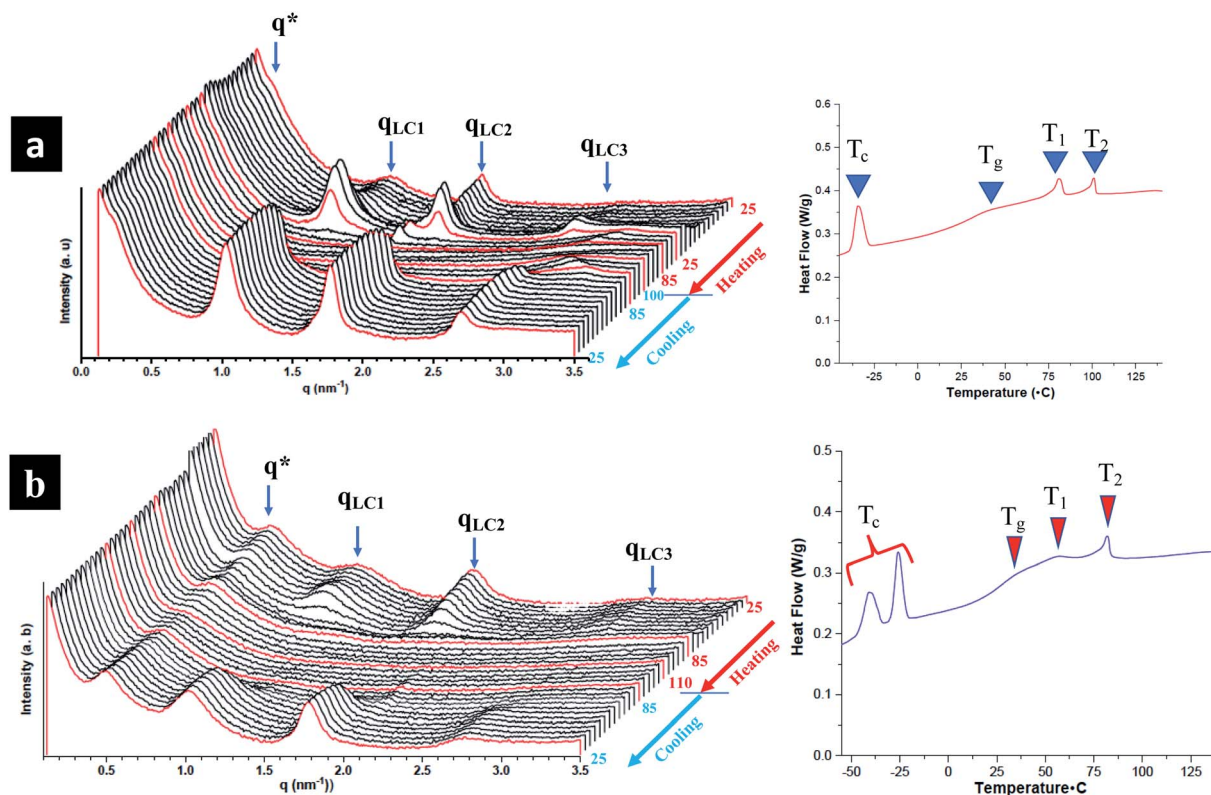 a
q*
qLC1
qLC2
qLC3
Intensity (a. u)
0.0 0.5 1.0 1.5 2.0 2.5 3.0 3.5
q (nm⁻¹)
25
25
85
100
85
25
Heating
Cooling
0.6
0.5
0.4
0.3
0.2
0.1
0.0
Heat Flow (W/g)
Tc
Tg
T1
T2
-25 0 25 50 75 100 125
Temperature (•C)
b
q*
qLC1
qLC2
qLC3
Intensity (a. b)
0.5 1.0 1.5 2.0 2.5 3.0 3.5
q (nm⁻¹))
25
85
110
85
25
Heating
Cooling
0.5
0.4
0.3
0.2
0.1
0.0
Heat Flow (W/g)
Tc
Tg
T1
T2
-50 -25 0 25 50 75 100 125
Temperature•C